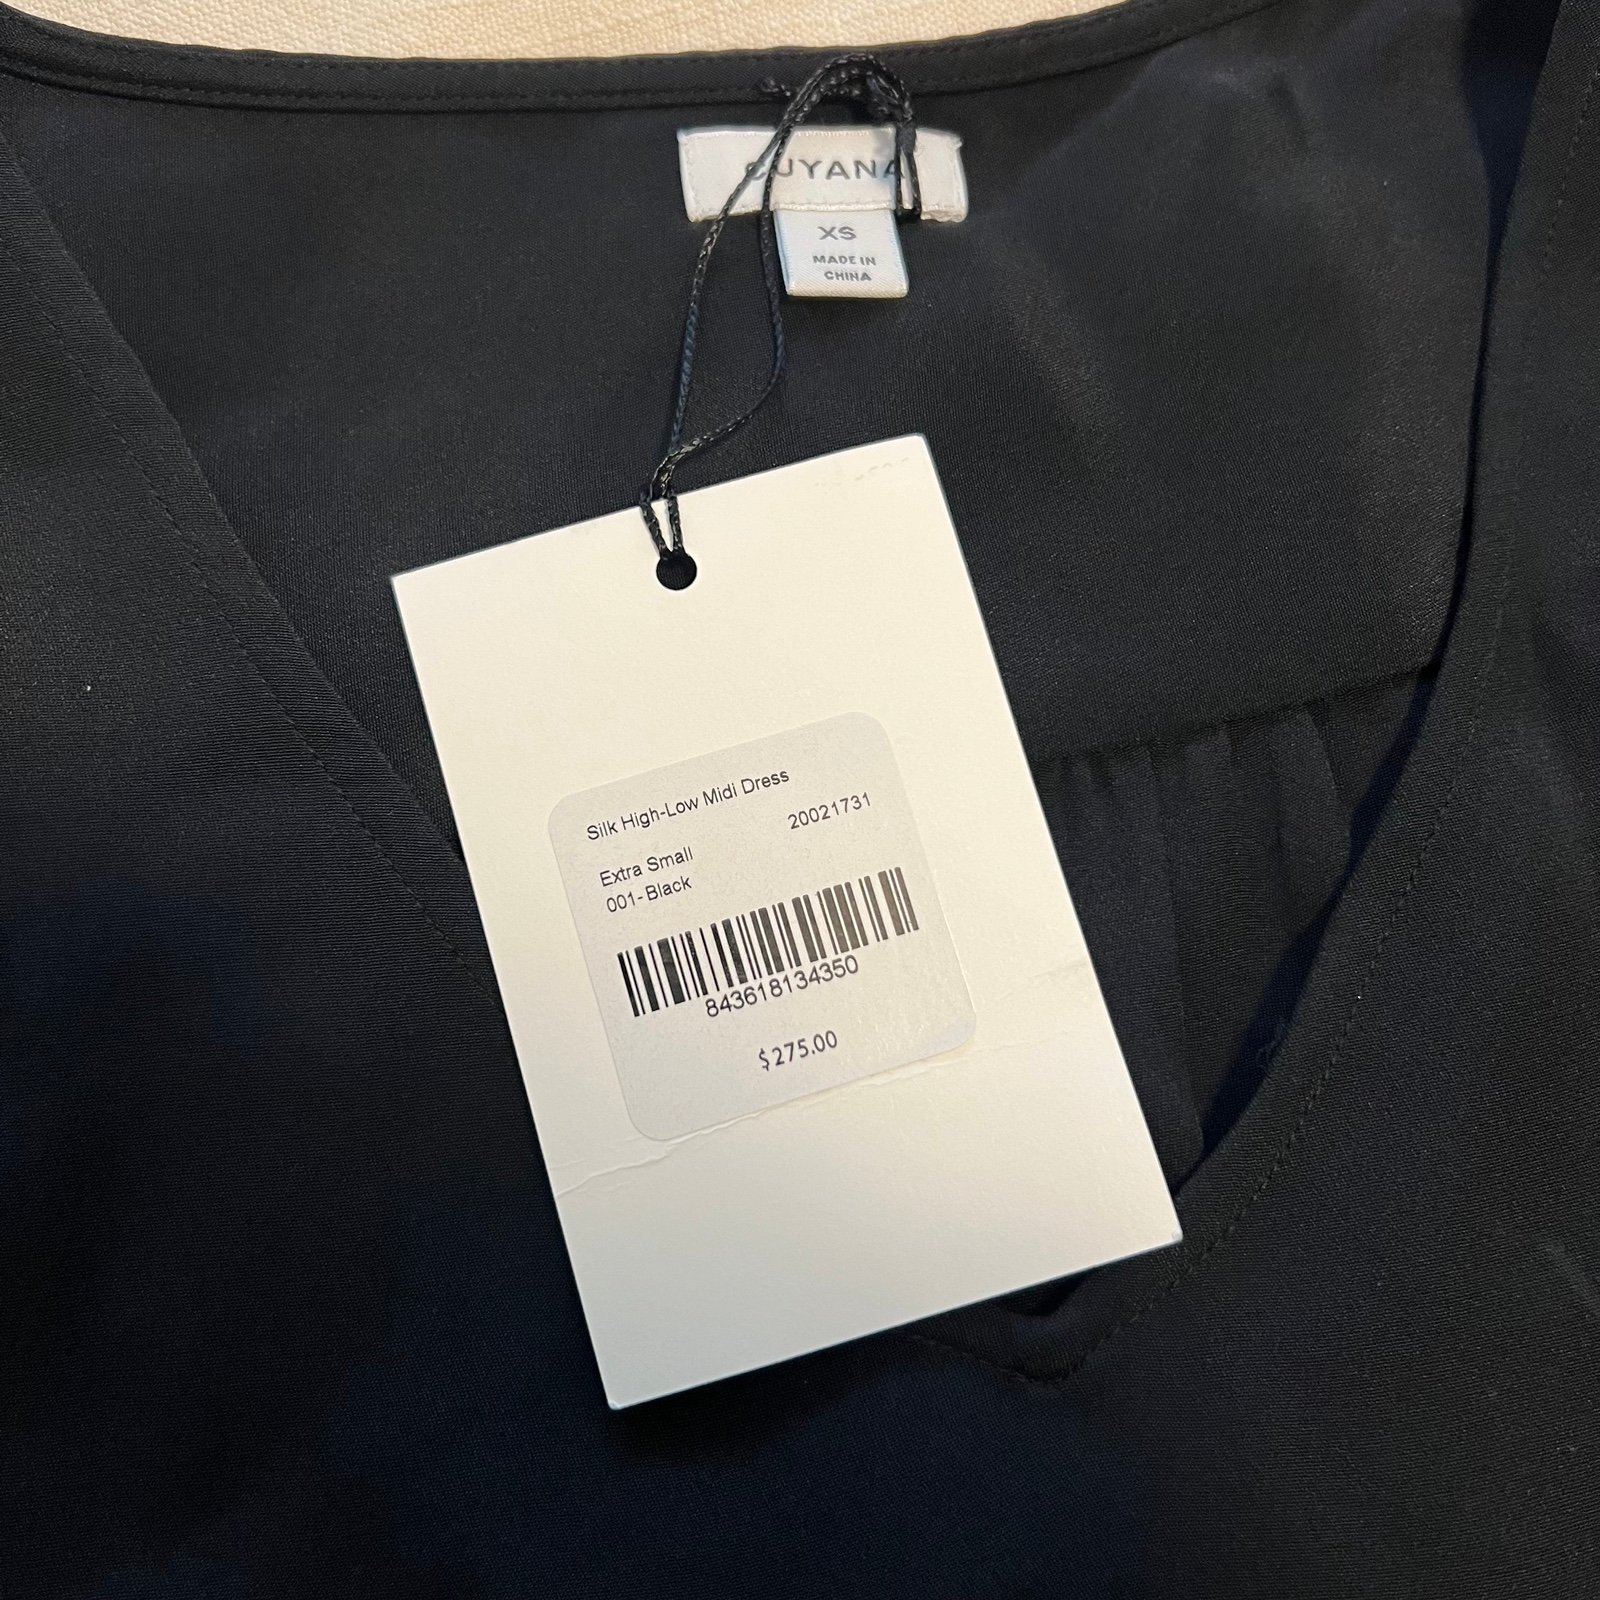 CUYANA
XS
MADE IN
CHINA
Silk High-Low Midi Dress
20021731
Extra Small
001-Black
843618134350
$275.00